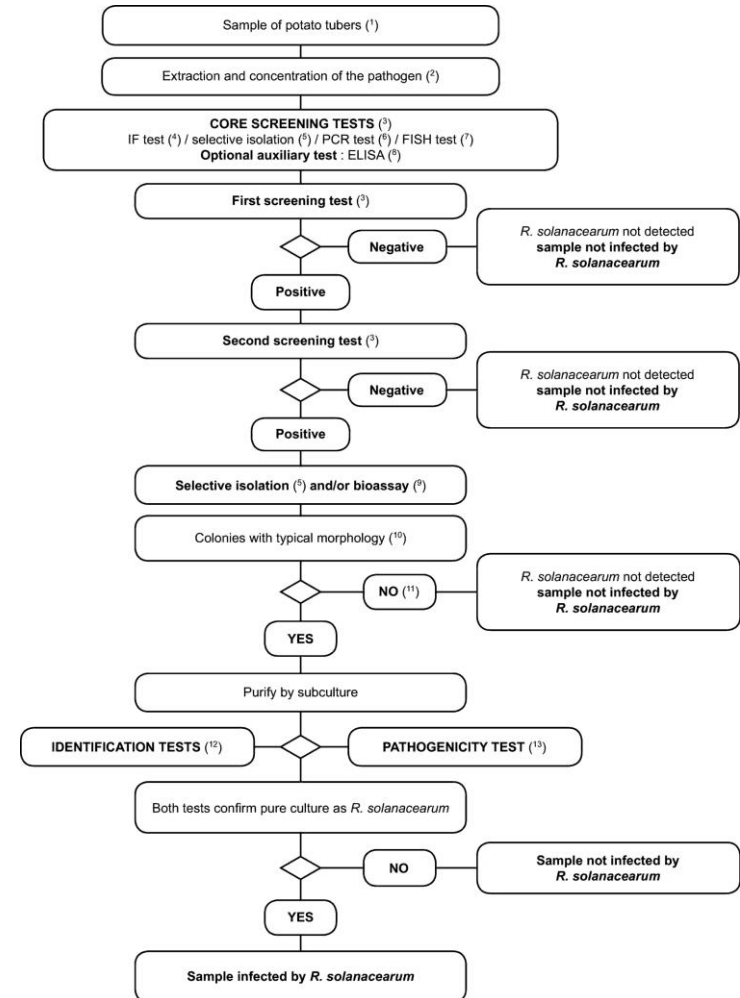 Sample of potato tubers (¹)
Extraction and concentration of the pathogen (²)
CORE SCREENING TESTS (³)
IF test (⁴) / selective isolation (⁵) / PCR test (⁶) / FISH test (⁷)
Optional auxiliary test : ELISA (⁸)
First screening test (³)
Negative
R. solanacearum not detected
sample not infected by
R. solanacearum
Positive
Second screening test (³)
Negative
R. solanacearum not detected
sample not infected by
R. solanacearum
Positive
Selective isolation (⁵) and/or bioassay (⁹)
Colonies with typical morphology (¹⁰)
NO (¹¹)
R. solanacearum not detected
sample not infected by
R. solanacearum
YES
Purify by subculture
IDENTIFICATION TESTS (¹²)
PATHOGENICITY TEST (¹³)
Both tests confirm pure culture as R. solanacearum
NO
Sample not infected by
R. solanacearum
YES
Sample infected by R. solanacearum